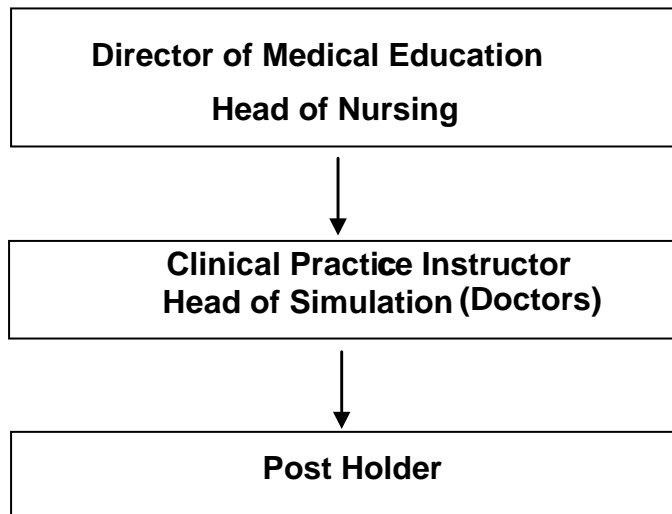 Director of Medical Education
Head of Nursing
Clinical Practice Instructor
Head of Simulation (Doctors)
Post Holder